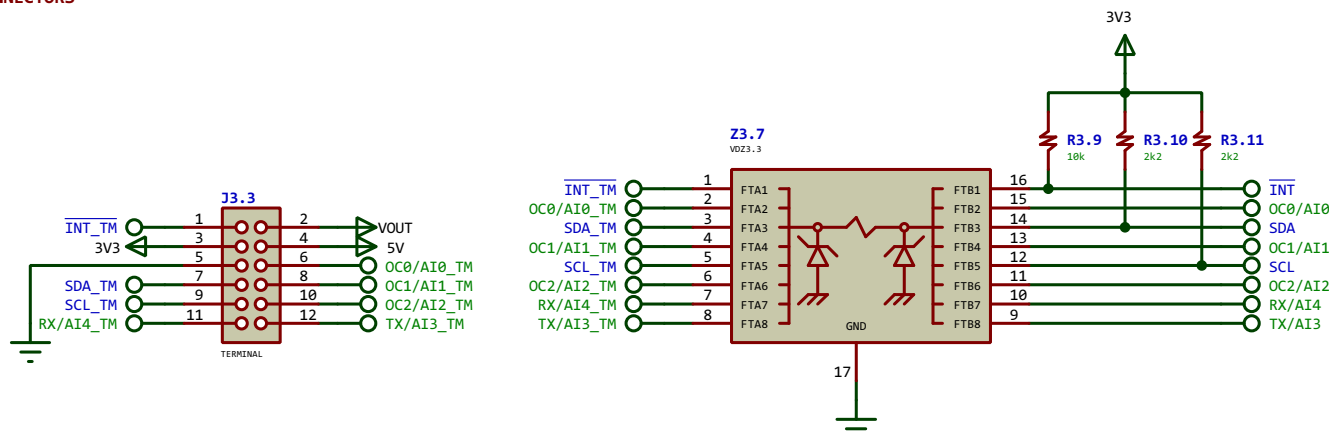 3V3
Z3.7
VDZ3.3
R3.9
10k
R3.10
2k2
R3.11
2k2
J3.3
INT_TM 1 2 VOUT
3V3 3 4 5V
5 6 OC0/AI0_TM
SDA_TM 7 8 OC1/AI1_TM
SCL_TM 9 10 OC2/AI2_TM
RX/AI4_TM 11 12 TX/AI3_TM
TERMINAL
INT_TM 1 FTA1 FTB1 16 INT
OC0/AI0_TM 2 FTA2 FTB2 15 OC0/AI0
SDA_TM 3 FTA3 FTB3 14 SDA
OC1/AI1_TM 4 FTA4 FTB4 13 OC1/AI1
SCL_TM 5 FTA5 FTB5 12 SCL
OC2/AI2_TM 6 FTA6 FTB6 11 OC2/AI2
RX/AI4_TM 7 FTA7 FTB7 10 RX/AI4
TX/AI3_TM 8 FTA8 FTB8 9 TX/AI3
GND
17